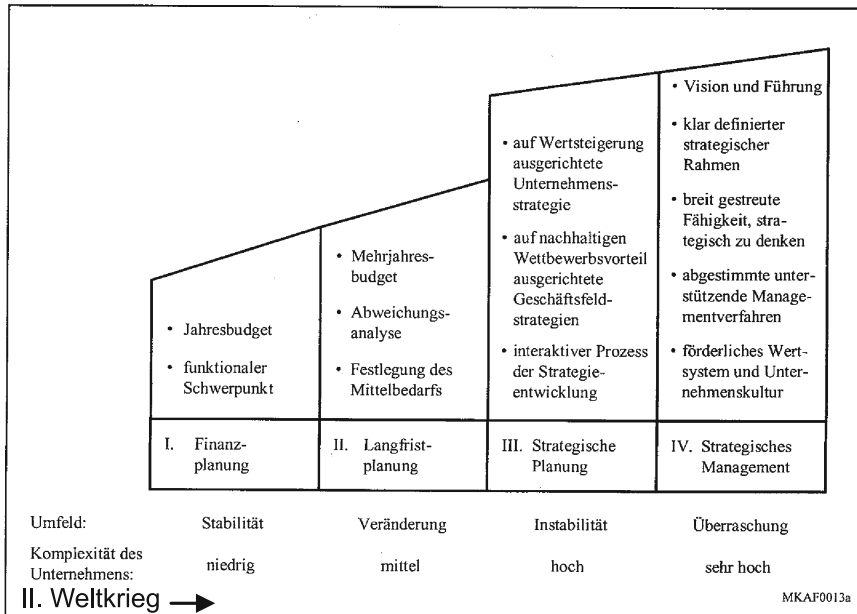 • Jahresbudget
• funktionaler
Schwerpunkt
• Mehrjahres-
budget
• Abweichungs-
analyse
• Festlegung des
Mittelbedarfs
• auf Wertsteigerung
ausgerichtete
Unternehmens-
strategie
• auf nachhaltigen
Wettbewerbsvorteil
ausgerichtete
Geschäftsfeld-
strategien
• interaktiver Prozess
der Strategie-
entwicklung
• Vision und Führung
• klar definierter
strategischer
Rahmen
• breit gestreute
Fähigkeit, stra-
tegisch zu denken
• abgestimmte unter-
stützende Manage-
mentverfahren
• förderliches Wert-
system und Unter-
nehmenskultur
I. Finanz-
planung
II. Langfrist-
planung
III. Strategische
Planung
IV. Strategisches
Management
Umfeld: Stabilität Veränderung Instabilität Überraschung
Komplexität des
Unternehmens: niedrig mittel hoch sehr hoch
II. Weltkrieg →
MKAF0013a